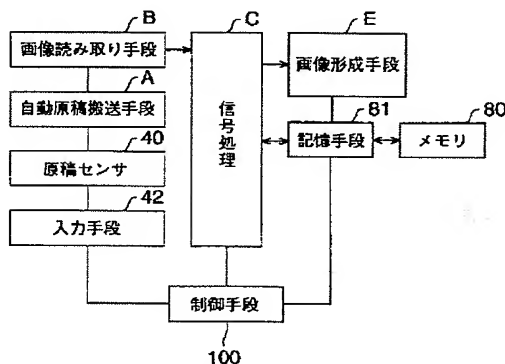 B
画像読み取り手段
A
自動原稿搬送手段
40
原稿センサ
42
入力手段
C
信号処理
E
画像形成手段
81
記憶手段
80
メモリ
制御手段
100